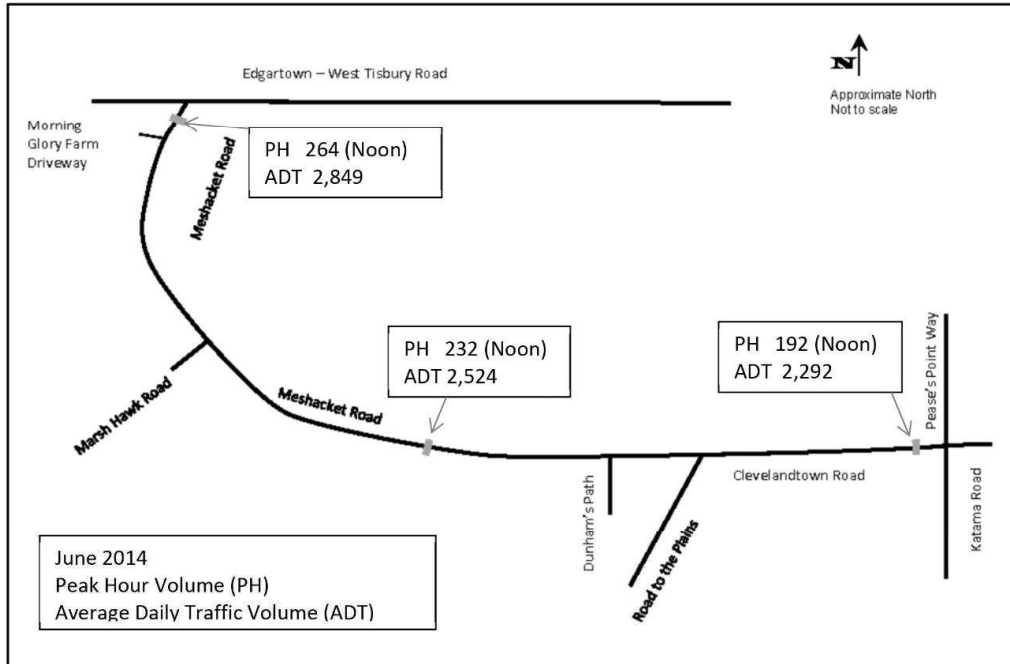 Edgartown – West Tisbury Road
N
Approximate North
Not to scale
Morning
Glory Farm
Driveway
PH 264 (Noon)
ADT 2,849
Meshacket Road
PH 232 (Noon)
ADT 2,524
PH 192 (Noon)
ADT 2,292
Pease's Point Way
Marsh Hawk Road
Meshacket Road
Dunham's Path
Road to the Plains
Clevelandtown Road
Katama Road
June 2014
Peak Hour Volume (PH)
Average Daily Traffic Volume (ADT)